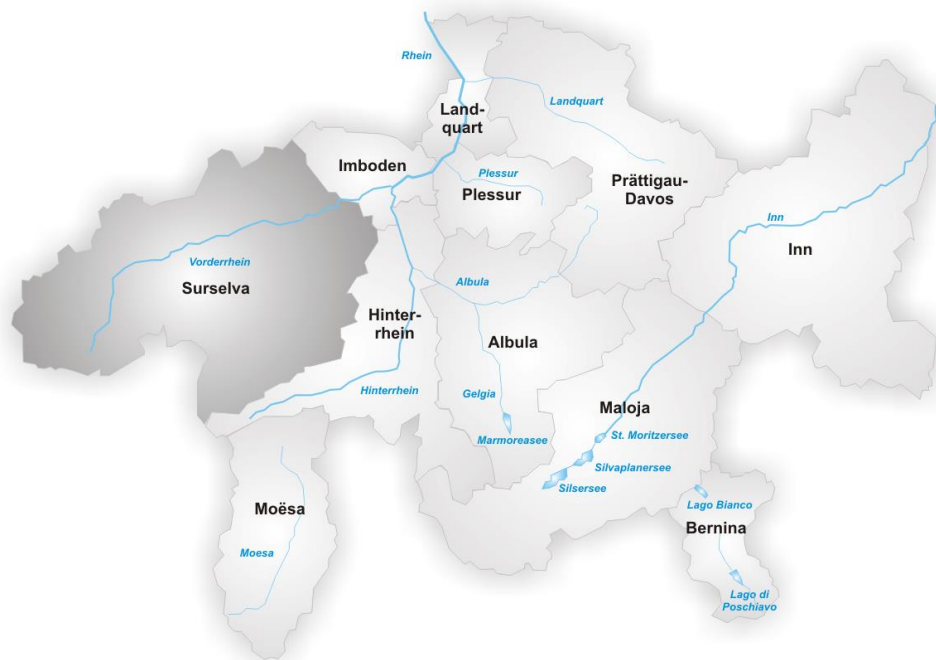 Rhein
Landquart
Land-
quart
Imboden
Plessur
Plessur
Prättigau-
Davos
Inn
Inn
Vorderrhein
Surselva
Albula
Hinter-
rhein
Albula
Hinterrhein
Gelgia
Maloja
Marmoreasee
St. Moritzersee
Silvaplanersee
Silsersee
Moësa
Lago Bianco
Bernina
Moesa
Lago di
Poschiavo